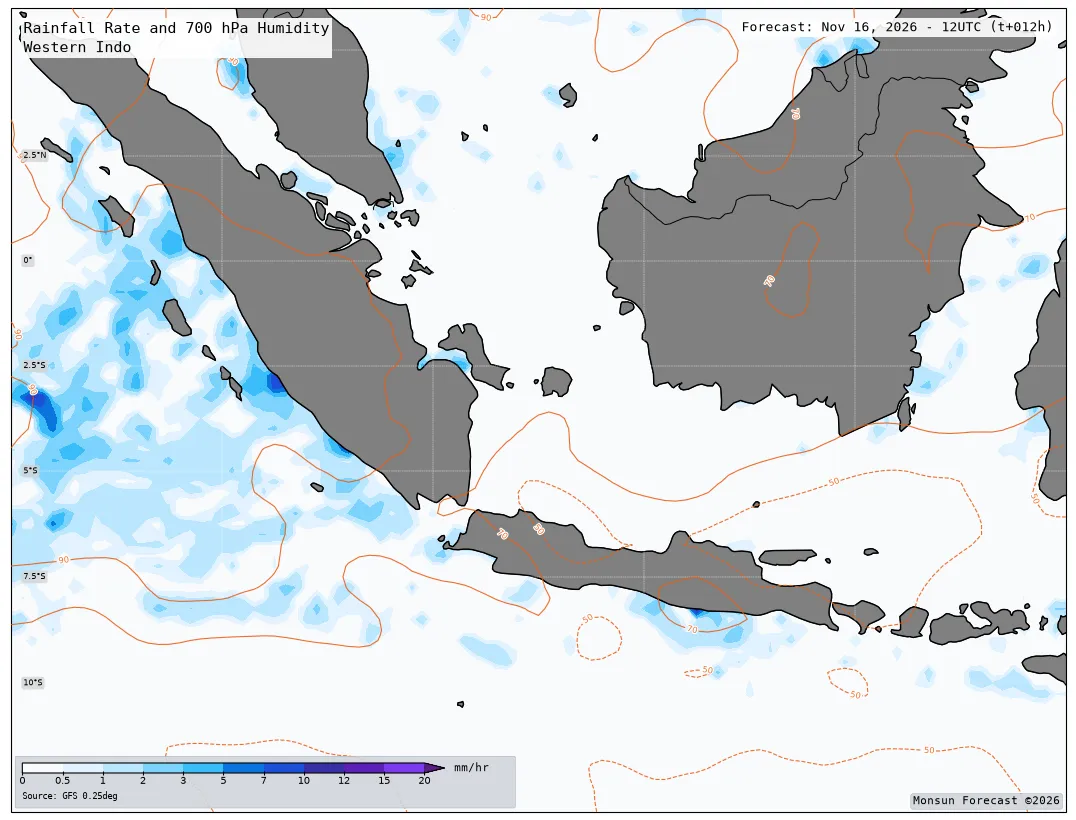 Rainfall Rate and 700 hPa Humidity
Western Indo
Forecast: Nov 16, 2026 - 12UTC (t+012h)
90
70
2.5°N
70
0°
70
90
2.5°S
90
5°S
50
50
50
70
90
7.5°S
50
70
50
10°S
50
50
mm/hr
0 0.5 1 2 3 5 7 10 12 15 20
Source: GFS 0.25deg
Monsun Forecast ©2026